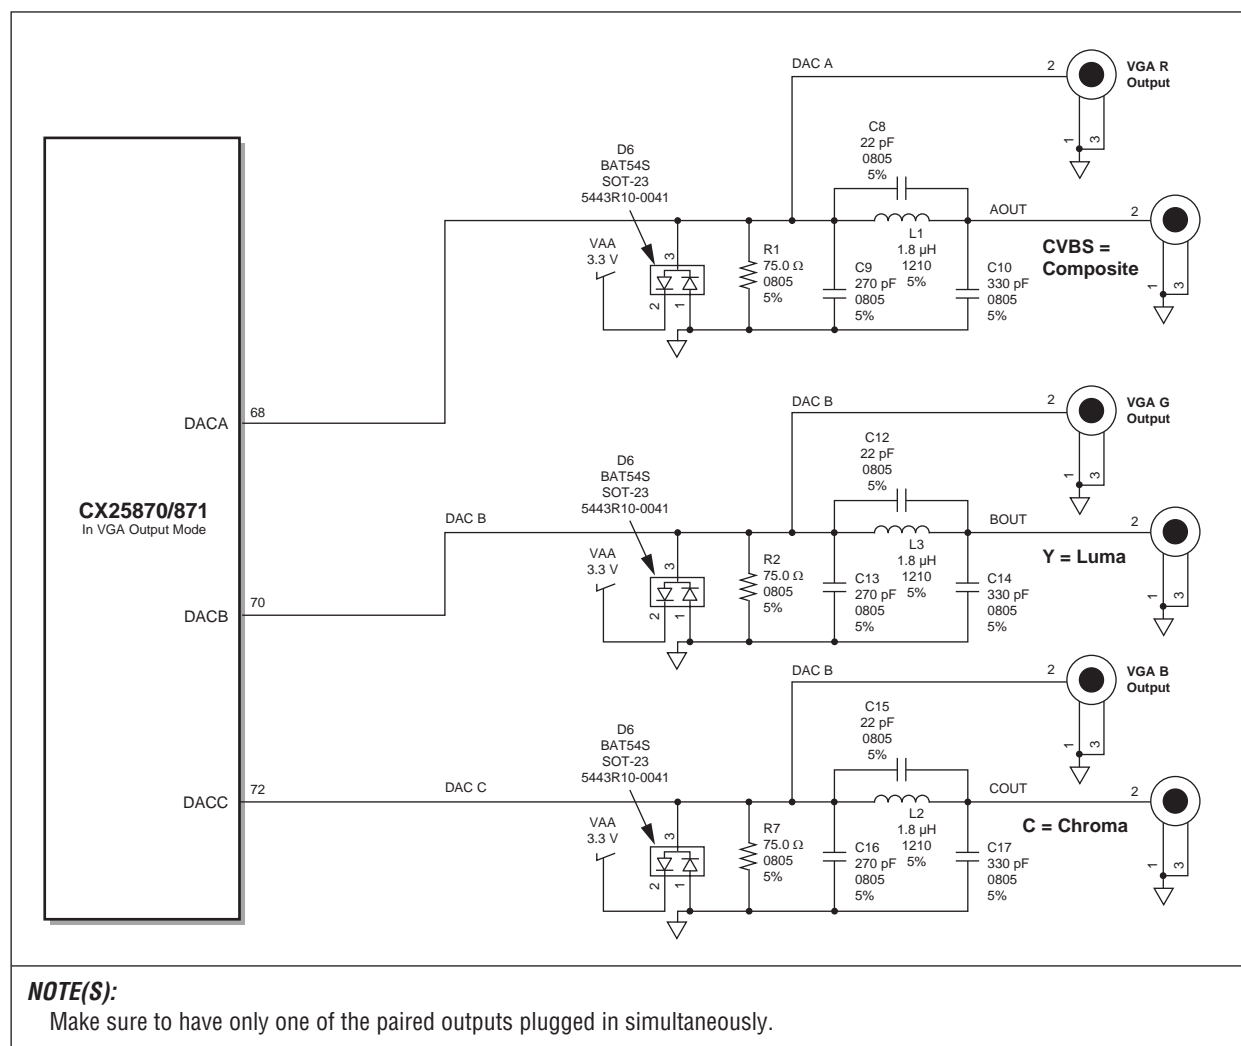 DAC A
2
VGA R
Output
1
3
C8
22 pF
0805
5%
D6
BAT54S
SOT-23
5443R10-0041
AOUT
2
VAA
3.3 V
3
2
1
R1
75.0 Ω
0805
5%
L1
1.8 µH
1210
5%
C9
270 pF
0805
5%
C10
330 pF
0805
5%
CVBS =
Composite
1
3
DACA
68
DAC B
2
VGA G
Output
1
3
C12
22 pF
0805
5%
D6
BAT54S
SOT-23
5443R10-0041
CX25870/871
In VGA Output Mode
DAC B
BOUT
2
VAA
3.3 V
3
2
1
R2
75.0 Ω
0805
5%
L3
1.8 µH
1210
5%
C13
270 pF
0805
5%
C14
330 pF
0805
5%
Y = Luma
1
3
DACB
70
DAC B
2
VGA B
Output
1
3
C15
22 pF
0805
5%
D6
BAT54S
SOT-23
5443R10-0041
DACC
72
DAC C
COUT
2
VAA
3.3 V
3
2
1
R7
75.0 Ω
0805
5%
L2
1.8 µH
1210
5%
C16
270 pF
0805
5%
C17
330 pF
0805
5%
C = Chroma
1
3
NOTE(S):
Make sure to have only one of the paired outputs plugged in simultaneously.